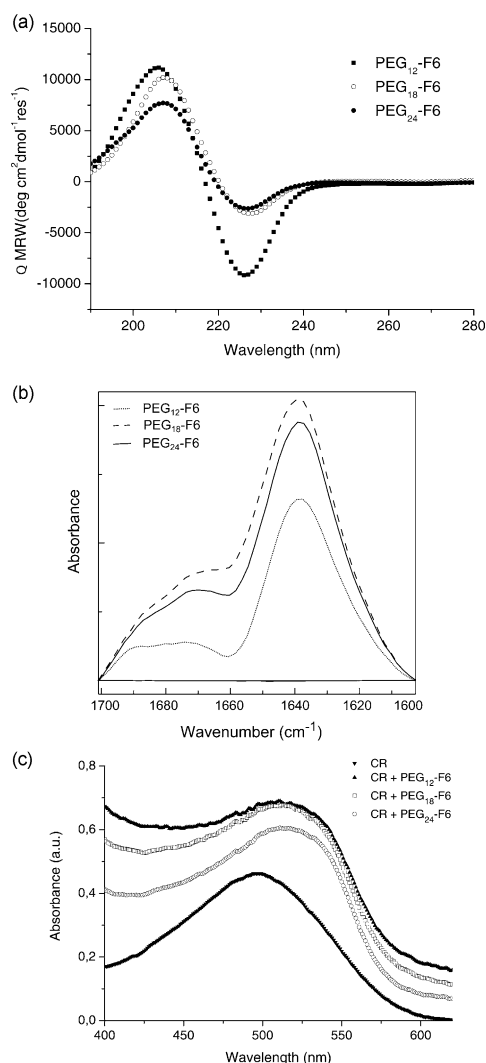 (a)
15000
10000
5000
0
-5000
-10000
Q MRW(deg cm²dmol⁻¹res⁻¹)
PEG₁₂-F6
PEG₁₈-F6
PEG₂₄-F6
200 220 240 260 280
Wavelength (nm)
(b)
PEG₁₂-F6
PEG₁₈-F6
PEG₂₄-F6
Absorbance
1700 1680 1660 1640 1620 1600
Wavenumber (cm⁻¹)
(c)
0,8
0,6
0,4
0,2
0,0
Absorbance (a.u.)
CR
CR + PEG₁₂-F6
CR + PEG₁₈-F6
CR + PEG₂₄-F6
400 450 500 550 600
Wavelength (nm)